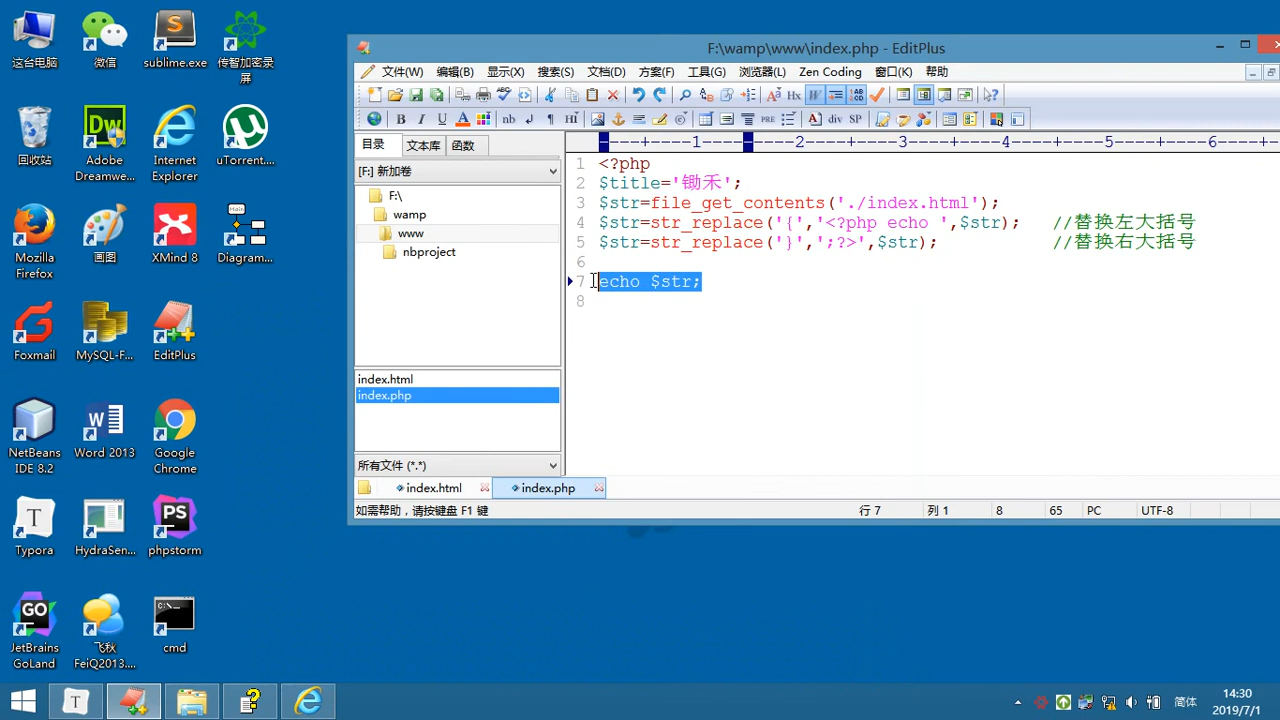 这台电脑
微信
sublime.exe
传智加密录屏
回收站
Adobe Dreamwe...
Internet Explorer
uTorrent....
Mozilla Firefox
画图
XMind 8
Diagram...
Foxmail
MySQL-F...
EditPlus
NetBeans IDE 8.2
Word 2013
Google Chrome
Typora
HydraSen...
phpstorm
JetBrains GoLand
飞秋 FeiQ2013....
cmd
F:\wamp\www\index.php - EditPlus
文件(W) 编辑(B) 显示(X) 搜索(S) 文档(D) 方案(F) 工具(G) 浏览器(L) Zen Coding 窗口(K) 帮助
目录 文本库 函数
[F:] 新加卷
F:\
wamp
www
nbproject
index.html
index.php
所有文件 (*.*)
----+----1----+----2----+----3----+----4----+----5----+----6----
1 <?php
2 $title='锄禾';
3 $str=file_get_contents('./index.html');
4 $str=str_replace('{','<?php echo ',$str); //替换左大括号
5 $str=str_replace('}',';?>',$str); //替换右大括号
6
7 echo $str;
8
index.html index.php
如需帮助，请按键盘 F1 键 行 7 列 1 8 65 PC UTF-8
简体
14:30
2019/7/1